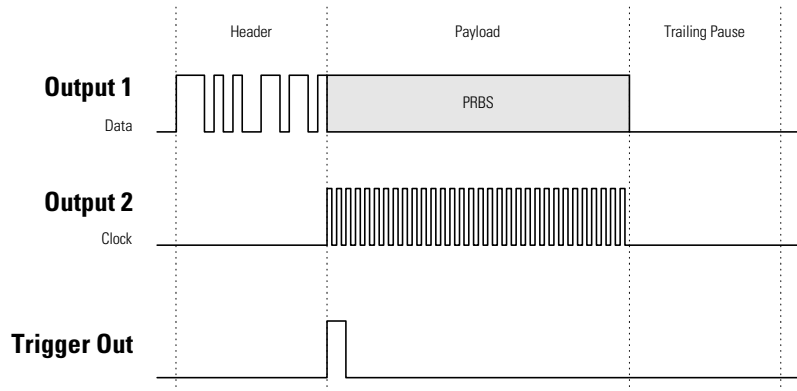 Header Payload Trailing Pause
Output 1
PRBS
Data
Output 2
Clock
Trigger Out